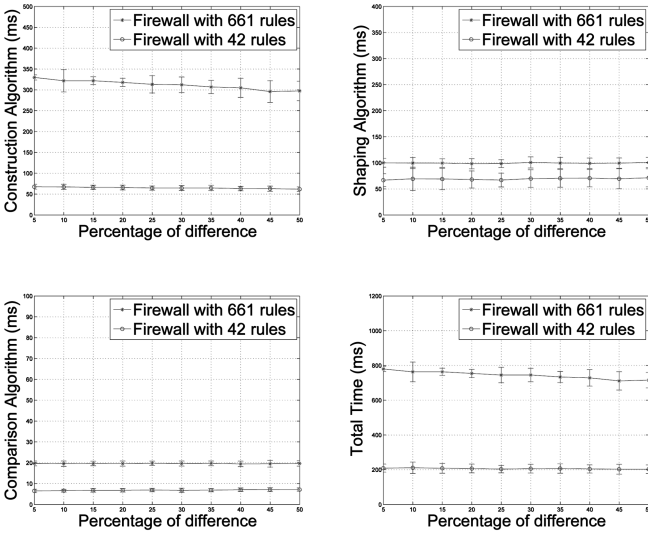 Construction Algorithm (ms)
500
450
400
350
300
250
200
150
100
50
0
5 10 15 20 25 30 35 40 45 50
Percentage of difference
Firewall with 661 rules
Firewall with 42 rules
Shaping Algorithm (ms)
400
350
300
250
200
150
100
50
0
5 10 15 20 25 30 35 40 45 50
Percentage of difference
Firewall with 661 rules
Firewall with 42 rules
Comparison Algorithm (ms)
100
90
80
70
60
50
40
30
20
10
0
5 10 15 20 25 30 35 40 45 50
Percentage of difference
Firewall with 661 rules
Firewall with 42 rules
Total Time (ms)
1200
1000
800
600
400
200
0
5 10 15 20 25 30 35 40 45 50
Percentage of difference
Firewall with 661 rules
Firewall with 42 rules